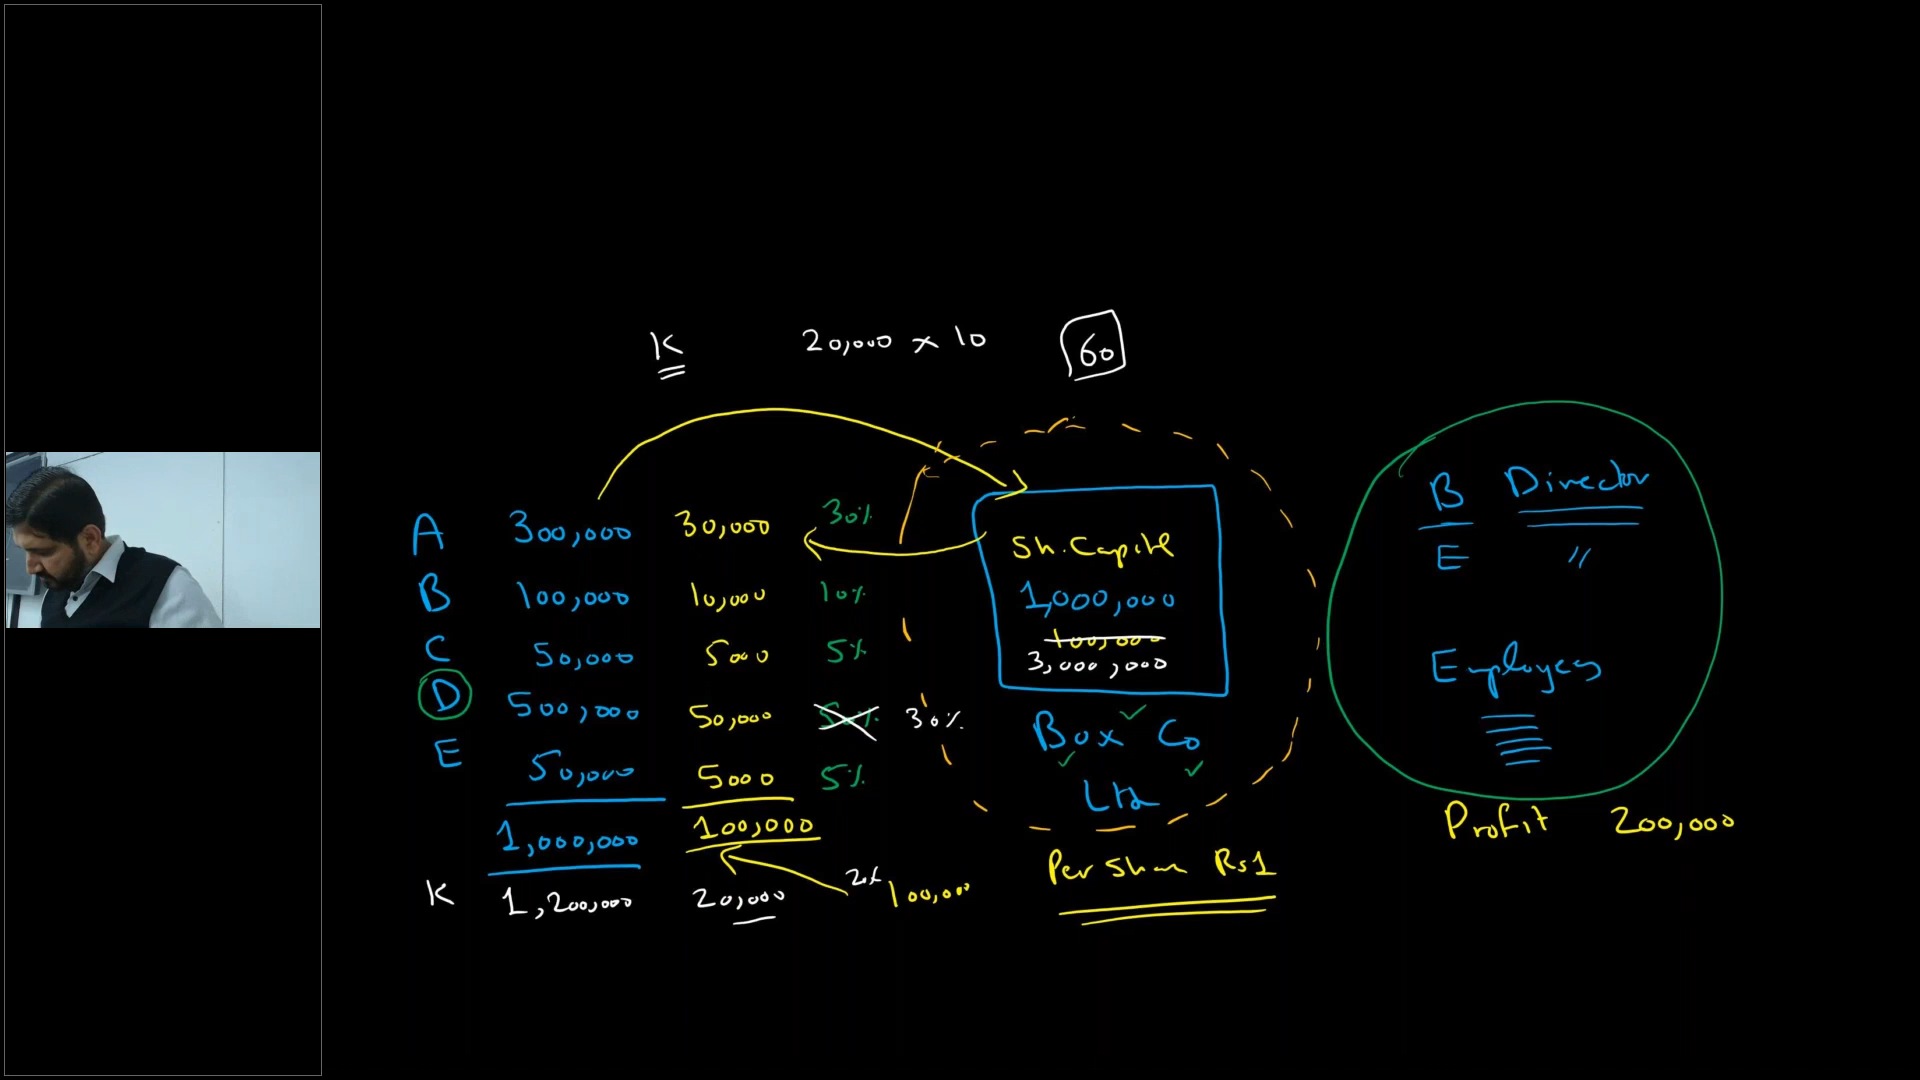 K 20,000 x 10 60
A 300,000 30,000 30%
B 100,000 10,000 10%
C 50,000 5000 5%
D 500,000 50,000 30%
E 50,000 5000 5%
1,000,000 100,000
K 1,200,000 20,000 20% 100,000
Sh. Capital
1,000,000
100,000
3,000,000
Box Co
Ltd
Per Share Rs1
B Director
E "
Employees
Profit 200,000